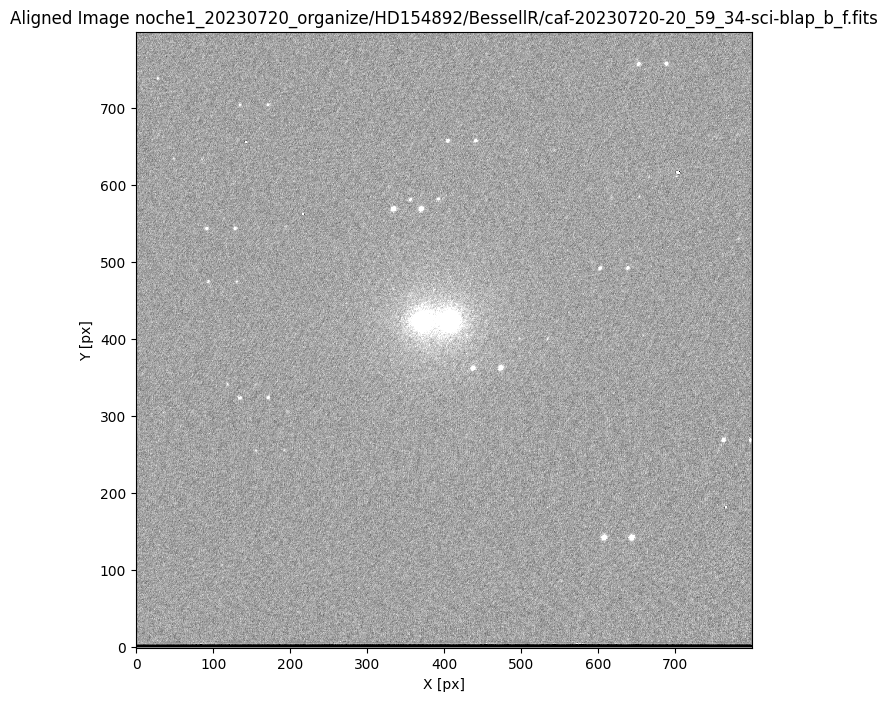 Aligned Image noche1_20230720_organize/HD154892/BessellR/caf-20230720-20_59_34-sci-blap_b_f.fits
700
600
500
400
300
200
100
0
Y [px]
0 100 200 300 400 500 600 700
X [px]